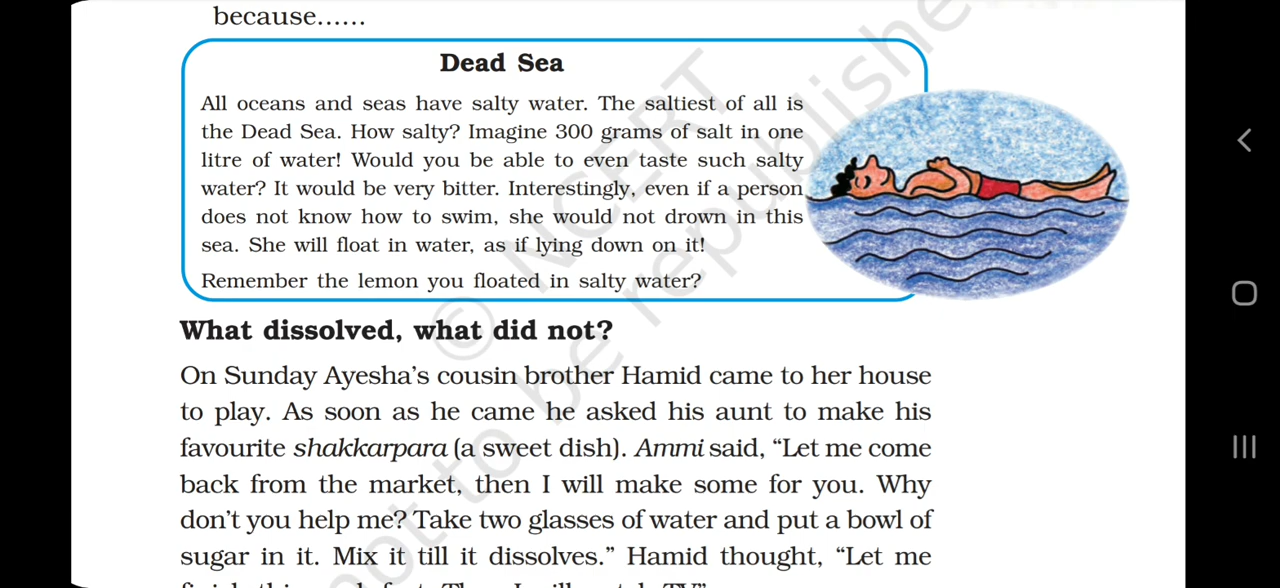 because......
Dead Sea
All oceans and seas have salty water. The saltiest of all is
the Dead Sea. How salty? Imagine 300 grams of salt in one
litre of water! Would you be able to even taste such salty
water? It would be very bitter. Interestingly, even if a person
does not know how to swim, she would not drown in this
sea. She will float in water, as if lying down on it!
Remember the lemon you floated in salty water?
What dissolved, what did not?
On Sunday Ayesha's cousin brother Hamid came to her house
to play. As soon as he came he asked his aunt to make his
favourite shakkarpara (a sweet dish). Ammi said, “Let me come
back from the market, then I will make some for you. Why
don't you help me? Take two glasses of water and put a bowl of
sugar in it. Mix it till it dissolves.” Hamid thought, “Let me
© NCERT
not to be republished